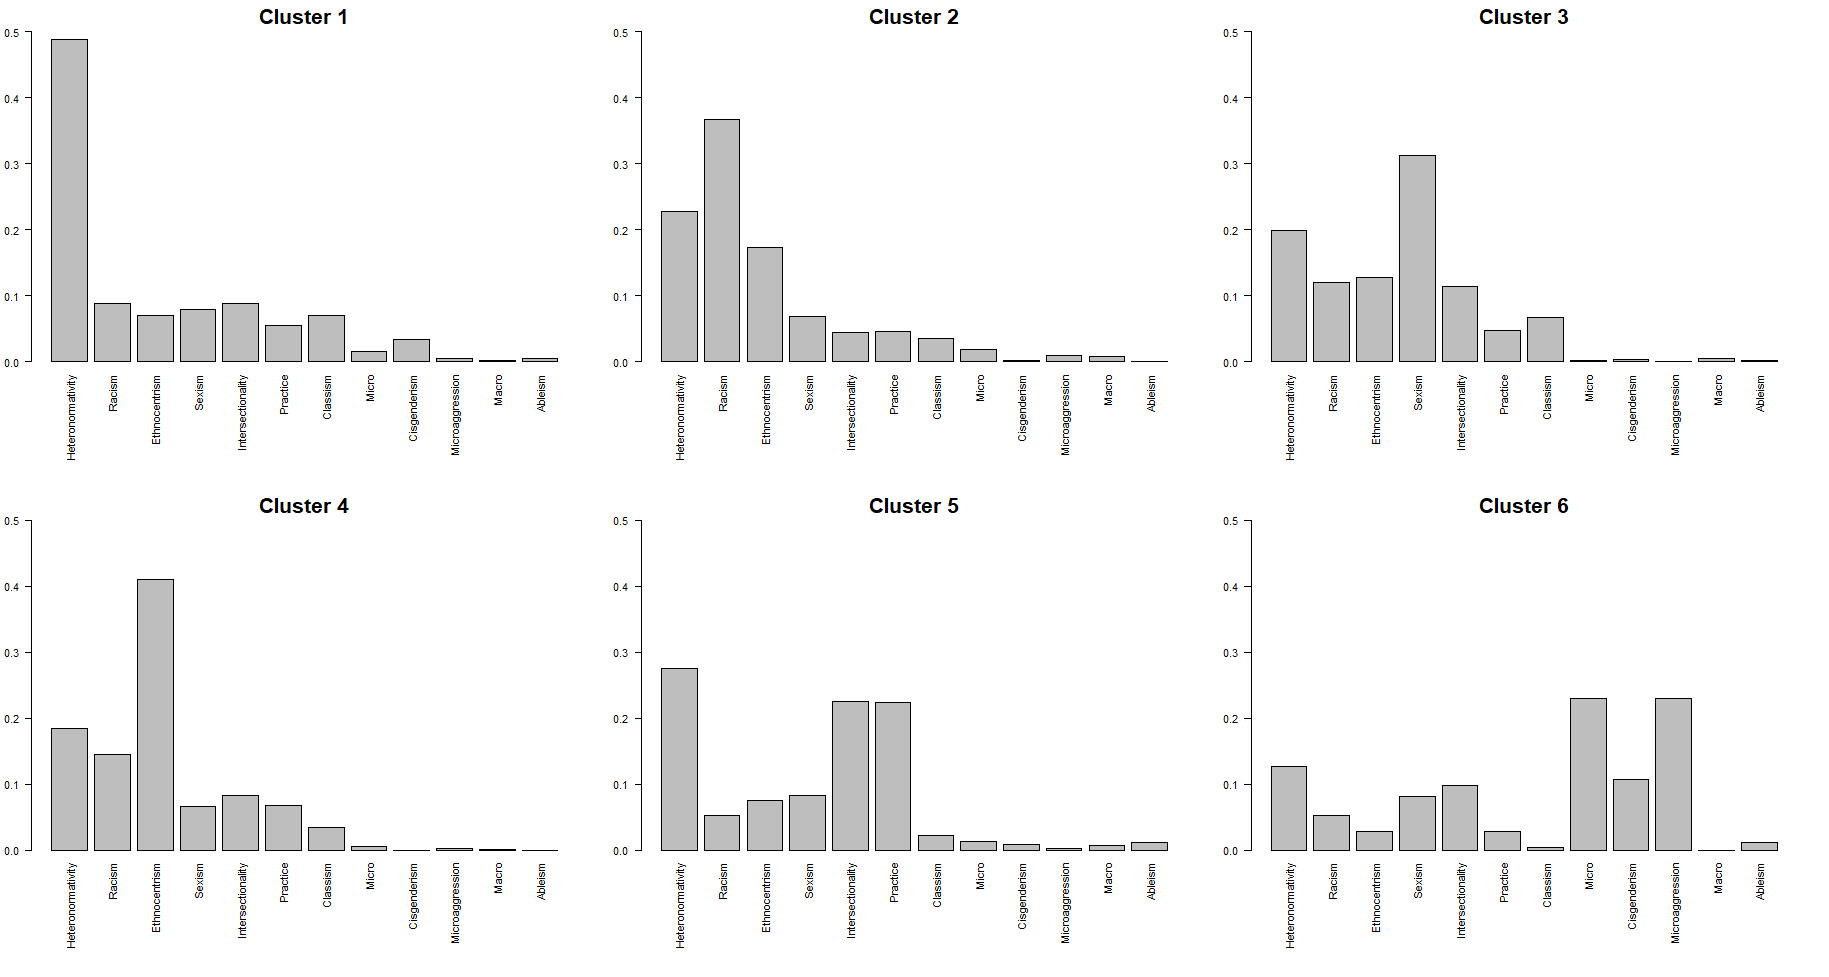 Cluster 1
0.5
0.4
0.3
0.2
0.1
0.0
Heteronormativity
Racism
Ethnocentrism
Sexism
Intersectionality
Practice
Classism
Micro
Cisgenderism
Microaggression
Macro
Ableism
Cluster 2
0.5
0.4
0.3
0.2
0.1
0.0
Heteronormativity
Racism
Ethnocentrism
Sexism
Intersectionality
Practice
Classism
Micro
Cisgenderism
Microaggression
Macro
Ableism
Cluster 3
0.5
0.4
0.3
0.2
0.1
0.0
Heteronormativity
Racism
Ethnocentrism
Sexism
Intersectionality
Practice
Classism
Micro
Cisgenderism
Microaggression
Macro
Ableism
Cluster 4
0.5
0.4
0.3
0.2
0.1
0.0
Heteronormativity
Racism
Ethnocentrism
Sexism
Intersectionality
Practice
Classism
Micro
Cisgenderism
Microaggression
Macro
Ableism
Cluster 5
0.5
0.4
0.3
0.2
0.1
0.0
Heteronormativity
Racism
Ethnocentrism
Sexism
Intersectionality
Practice
Classism
Micro
Cisgenderism
Microaggression
Macro
Ableism
Cluster 6
0.5
0.4
0.3
0.2
0.1
0.0
Heteronormativity
Racism
Ethnocentrism
Sexism
Intersectionality
Practice
Classism
Micro
Cisgenderism
Microaggression
Macro
Ableism